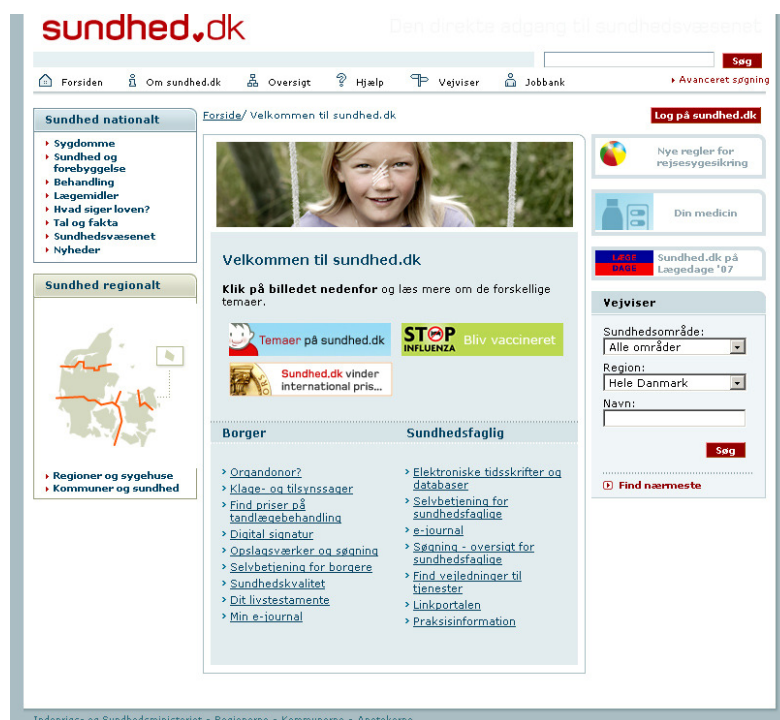 sundhed.dk
Den direkte adgang til sundhedsvæsenet
Søg
Forsiden
Om sundhed.dk
Oversigt
Hjælp
Vejviser
Jobbank
Avanceret søgning
Sundhed nationalt
Sygdomme
Sundhed og
forebyggelse
Behandling
Lægemidler
Hvad siger loven?
Tal og fakta
Sundhedsvæsenet
Nyheder
Sundhed regionalt
Regioner og sygehuse
Kommuner og sundhed
Forside/ Velkommen til sundhed.dk
Velkommen til sundhed.dk
Klik på billedet nedenfor og læs mere om de forskellige
temaer.
Temaer på sundhed.dk
STOP
INFLUENZA
Bliv vaccineret
Sundhed.dk vinder
international pris...
Borger
Organdonor?
Klage- og tilsynssager
Find priser på
tandlægebehandling
Digital signatur
Opslagsværker og søgning
Selvbetjening for borgere
Sundhedskvalitet
Dit livstestamente
Min e-journal
Sundhedsfaglig
Elektroniske tidsskrifter og
databaser
Selvbetjening for
sundhedsfaglige
e-journal
Søgning - oversigt for
sundhedsfaglige
Find vejledninger til
tjenester
Linkportalen
Praksisinformation
Log på sundhed.dk
Nye regler for
rejsesygesikring
Din medicin
LÆGE
DAGE
Sundhed.dk på
Lægedage '07
Vejviser
Sundhedsområde:
Alle områder
Region:
Hele Danmark
Navn:
Søg
Find nærmeste
Indenrigs- og Sundhedsministeriet - Regionerne - Kommunerne - Apotekerne